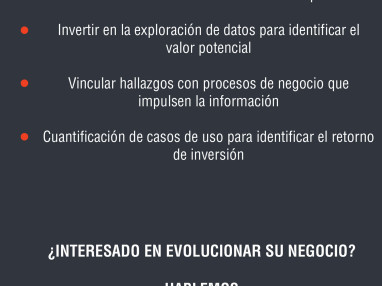 Invertir en la exploración de datos para identificar el
valor potencial
Vincular hallazgos con procesos de negocio que
impulsen la información
Cuantificación de casos de uso para identificar el retorno
de inversión
¿INTERESADO EN EVOLUCIONAR SU NEGOCIO?
HABLEMOS